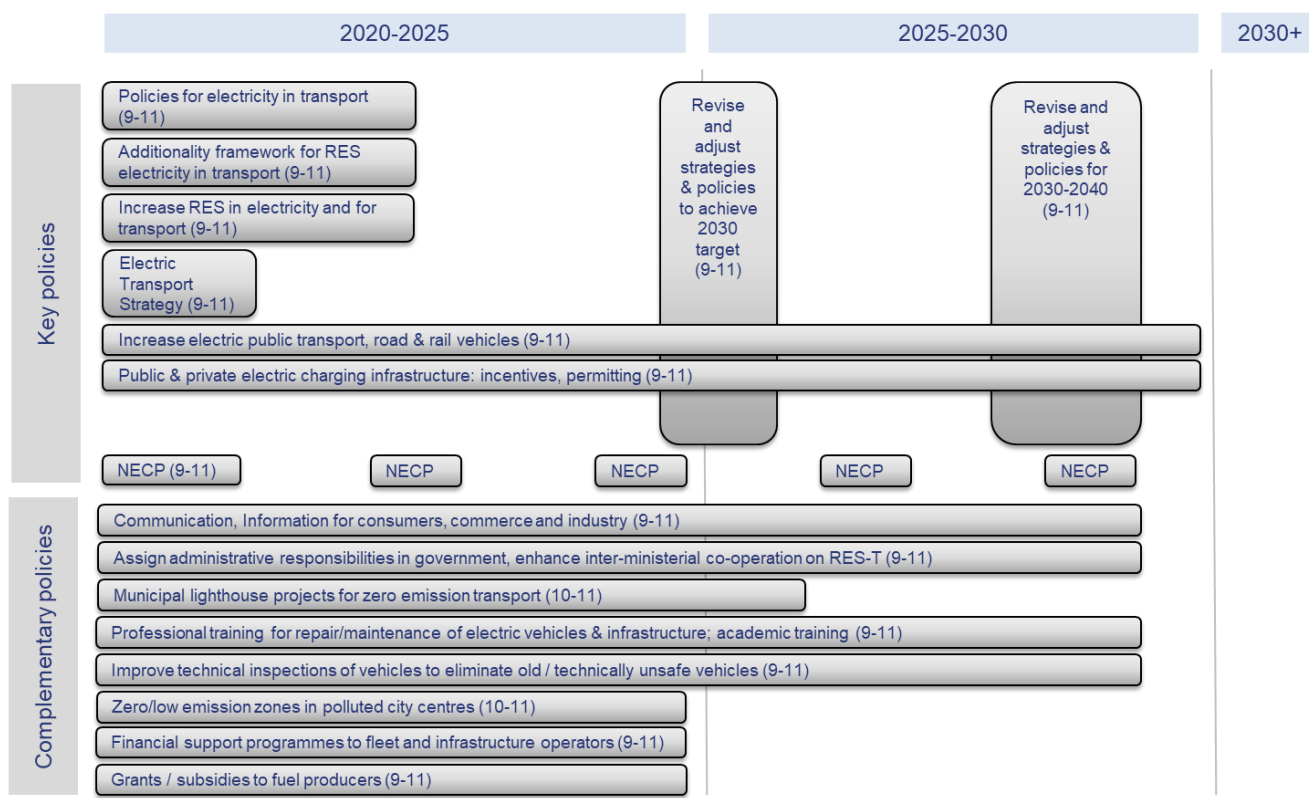 2020-2025
2025-2030
2030+
Key policies
Policies for electricity in transport
(9-11)
Additionality framework for RES
electricity in transport (9-11)
Increase RES in electricity and for
transport (9-11)
Electric
Transport
Strategy (9-11)
Revise
and
adjust
strategies
& policies
to achieve
2030
target
(9-11)
Revise and
adjust
strategies &
policies for
2030-2040
(9-11)
Increase electric public transport, road & rail vehicles (9-11)
Public & private electric charging infrastructure: incentives, permitting (9-11)
NECP (9-11)
NECP
NECP
NECP
NECP
Complementary policies
Communication, Information for consumers, commerce and industry (9-11)
Assign administrative responsibilities in government, enhance inter-ministerial co-operation on RES-T (9-11)
Municipal lighthouse projects for zero emission transport (10-11)
Professional training for repair/maintenance of electric vehicles & infrastructure; academic training (9-11)
Improve technical inspections of vehicles to eliminate old / technically unsafe vehicles (9-11)
Zero/low emission zones in polluted city centres (10-11)
Financial support programmes to fleet and infrastructure operators (9-11)
Grants / subsidies to fuel producers (9-11)